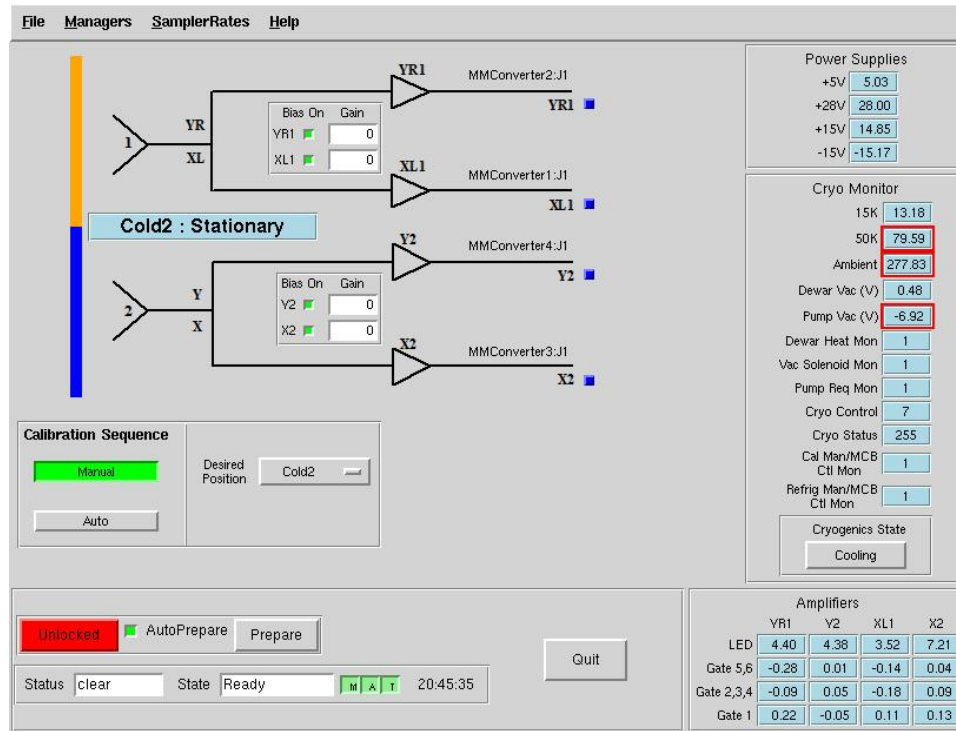 File Managers SamplerRates Help
YR1 MMConverter2:J1
YR1
Bias On Gain
YR1 0
XL1 0
1 YR
XL
XL1 MMConverter1:J1
XL1
Cold2 : Stationary
Y2 MMConverter4:J1
Y2
Bias On Gain
Y2 0
X2 0
2 Y
X
X2 MMConverter3:J1
X2
Calibration Sequence
Manual
Auto
Desired
Position
Cold2
Unlocked AutoPrepare Prepare
Status clear State Ready M A T 20:45:35
Quit
Power Supplies
+5V 5.03
+28V 28.00
+15V 14.85
-15V -15.17
Cryo Monitor
15K 13.18
50K 79.59
Ambient 277.83
Dewar Vac (V) 0.48
Pump Vac (V) -6.92
Dewar Heat Mon 1
Vac Solenoid Mon 1
Pump Req Mon 1
Cryo Control 7
Cryo Status 255
Cal Man/MCB
Ctl Mon 1
Refrig Man/MCB
Ctl Mon 1
Cryogenics State
Cooling
Amplifiers
YR1 Y2 XL1 X2
LED 4.40 4.38 3.52 7.21
Gate 5,6 -0.28 0.01 -0.14 0.04
Gate 2,3,4 -0.09 0.05 -0.18 0.09
Gate 1 0.22 -0.05 0.11 0.13